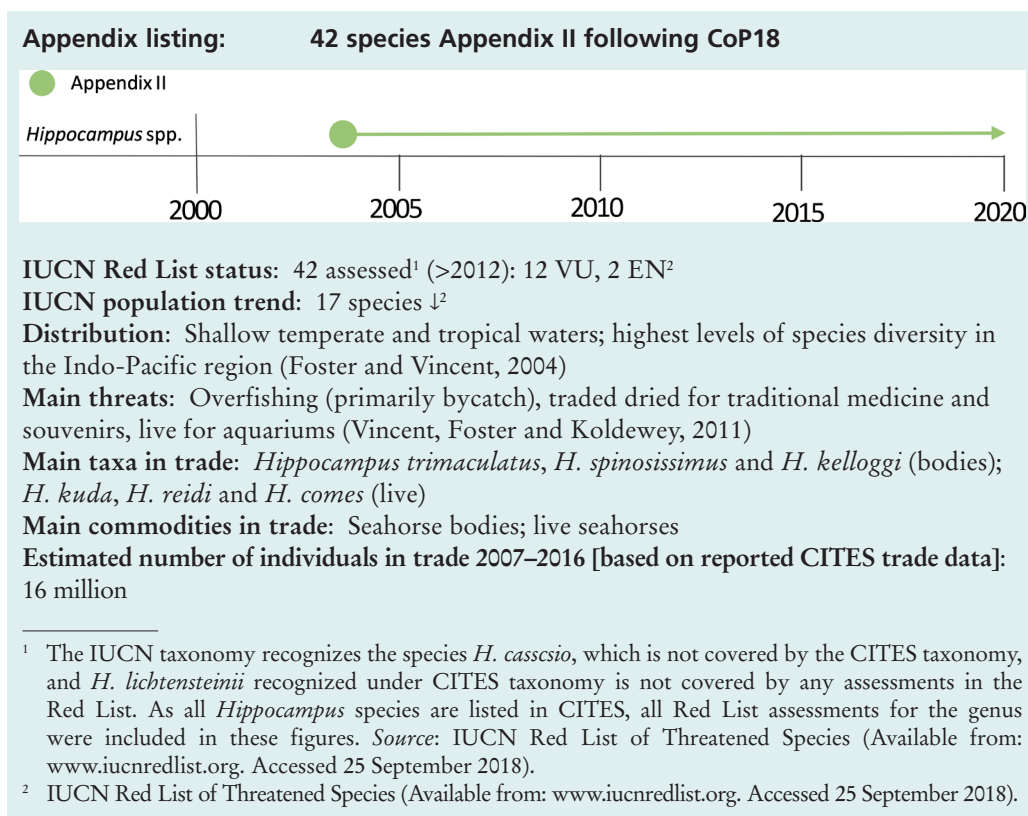 Appendix listing: 42 species Appendix II following CoP18
Appendix II
Hippocampus spp.
2000 2005 2010 2015 2020
IUCN Red List status: 42 assessed¹ (>2012): 12 VU, 2 EN²
IUCN population trend: 17 species ↓²
Distribution: Shallow temperate and tropical waters; highest levels of species diversity in
the Indo-Pacific region (Foster and Vincent, 2004)
Main threats: Overfishing (primarily bycatch), traded dried for traditional medicine and
souvenirs, live for aquariums (Vincent, Foster and Koldewey, 2011)
Main taxa in trade: Hippocampus trimaculatus, H. spinosissimus and H. kelloggi (bodies);
H. kuda, H. reidi and H. comes (live)
Main commodities in trade: Seahorse bodies; live seahorses
Estimated number of individuals in trade 2007–2016 [based on reported CITES trade data]:
16 million
¹ The IUCN taxonomy recognizes the species H. casscsio, which is not covered by the CITES taxonomy,
and H. lichtensteinii recognized under CITES taxonomy is not covered by any assessments in the
Red List. As all Hippocampus species are listed in CITES, all Red List assessments for the genus
were included in these figures. Source: IUCN Red List of Threatened Species (Available from:
www.iucnredlist.org. Accessed 25 September 2018).
² IUCN Red List of Threatened Species (Available from: www.iucnredlist.org. Accessed 25 September 2018).